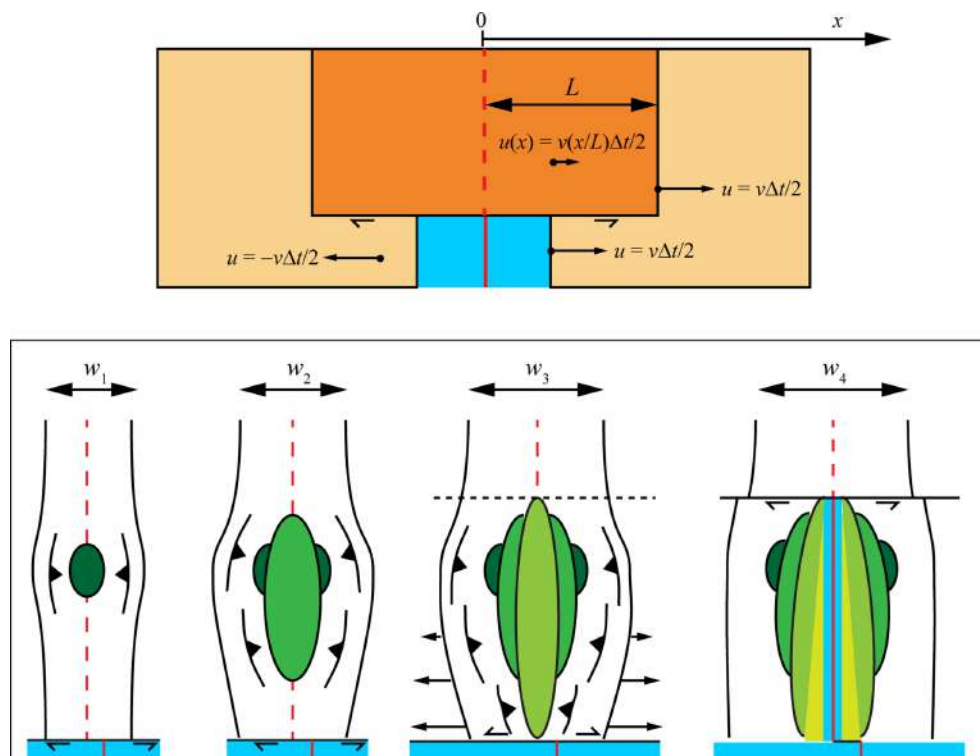 0
x
L
u(x) = v(x/L)Δt/2
u = vΔt/2
u = −vΔt/2
u = vΔt/2
w₁
w₂
w₃
w₄